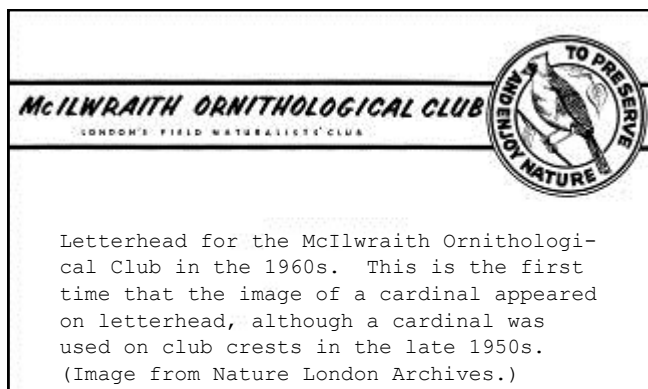 TO PRESERVE
AND ENJOY NATURE
McILWRAITH ORNITHOLOGICAL CLUB
LONDON'S FIELD NATURALISTS' CLUB
Letterhead for the McIlwraith Ornithologi-
cal Club in the 1960s.  This is the first
time that the image of a cardinal appeared
on letterhead, although a cardinal was
used on club crests in the late 1950s.
(Image from Nature London Archives.)